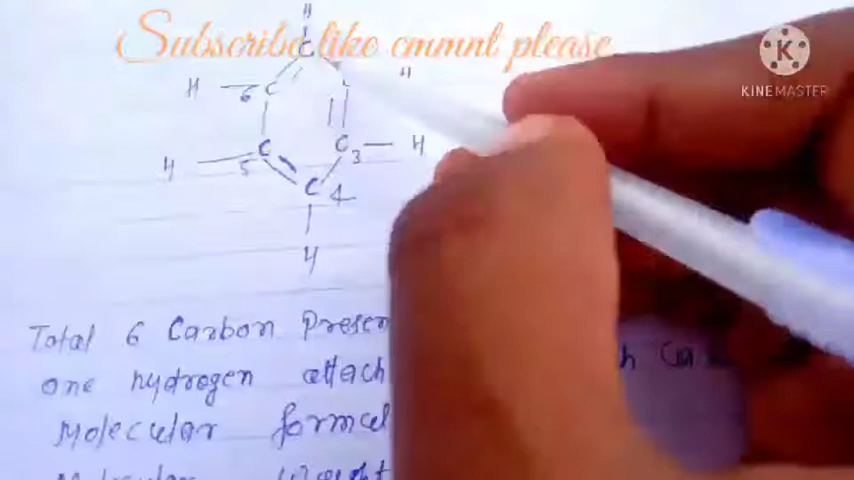 H
Subscribe like cmmnt please
C
KINEMASTER
H
H 6 C
C
C 3 H
H 5 C
C 4
H
Total 6 Carbon Presen
one hydrogen attach
Molecular formul